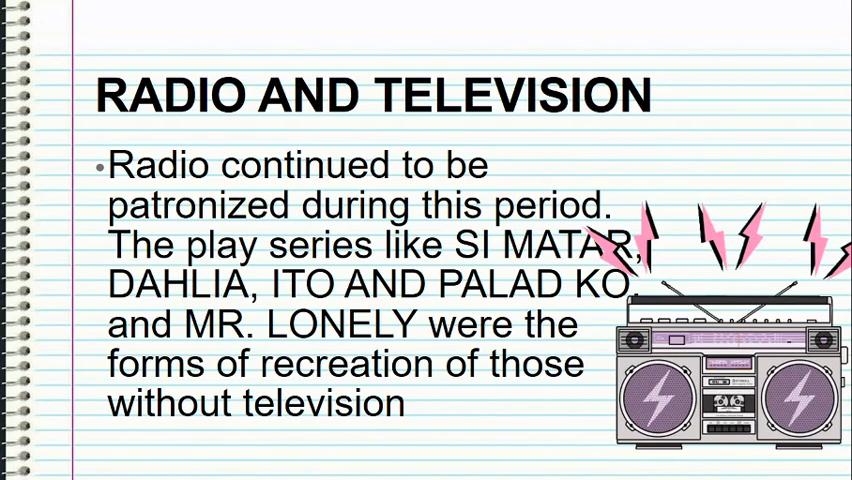 RADIO AND TELEVISION
•Radio continued to be
patronized during this period.
The play series like SI MATAR,
DAHLIA, ITO AND PALAD KO,
and MR. LONELY were the
forms of recreation of those
without television